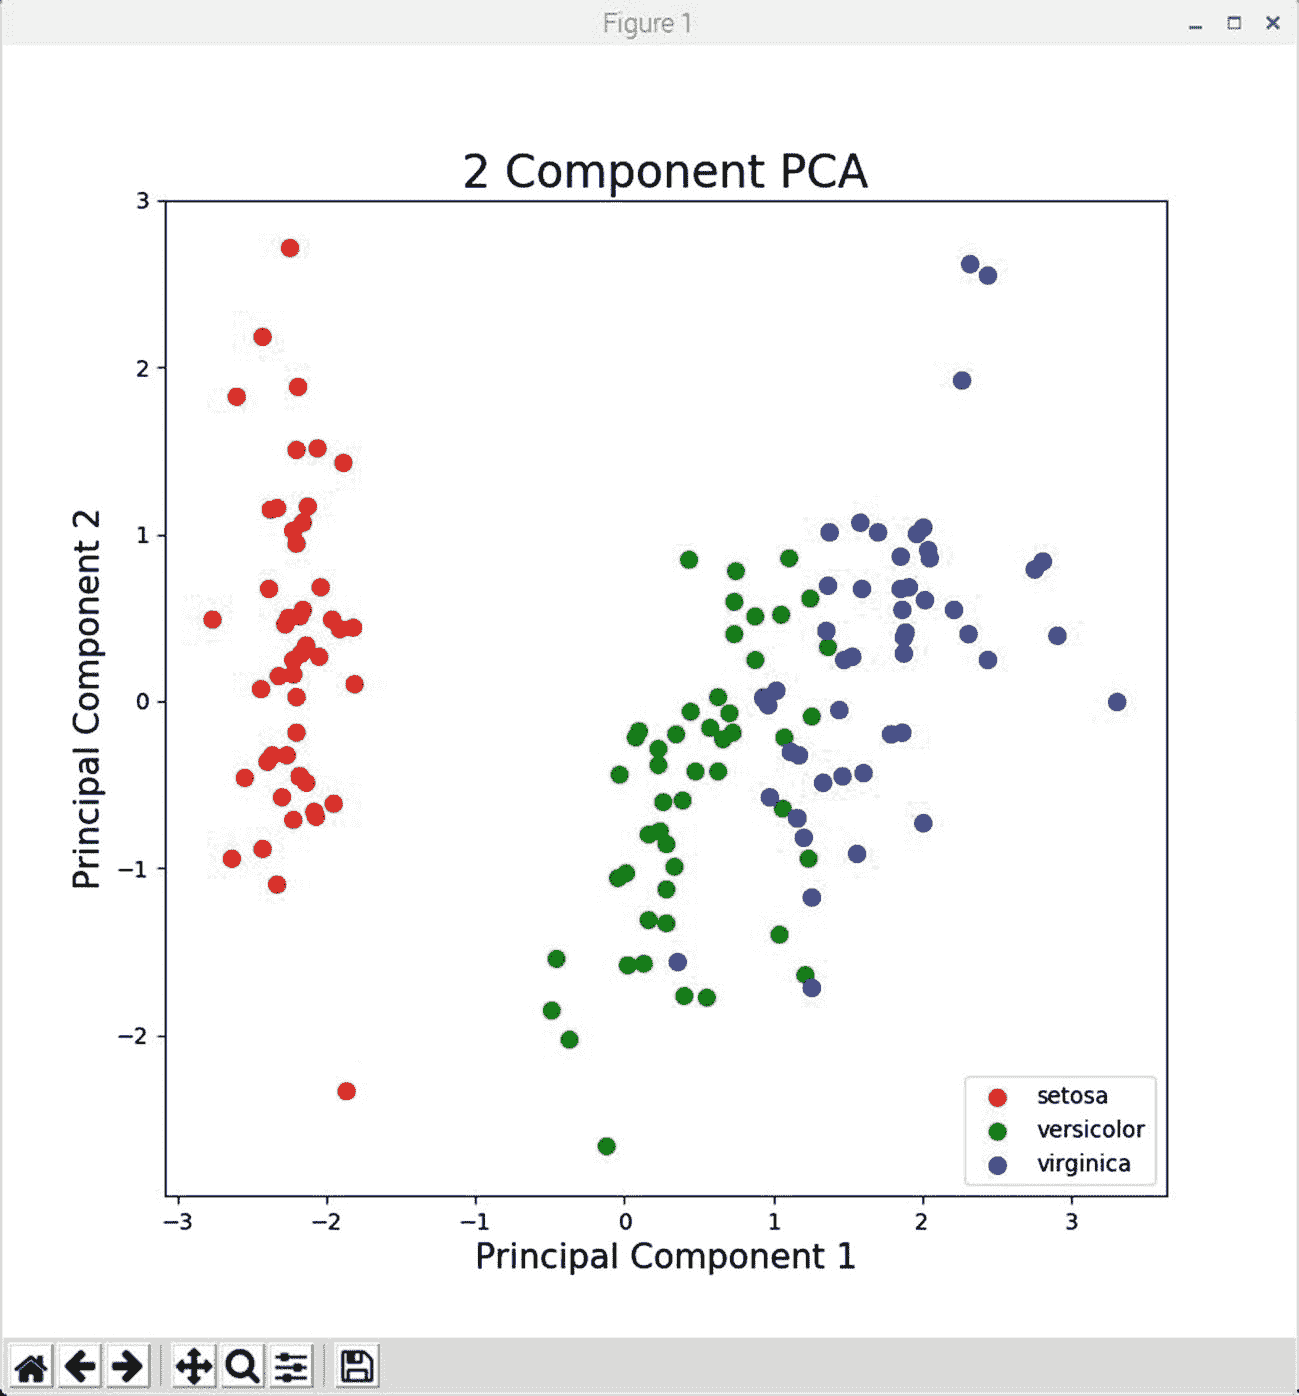 Figure 1
2 Component PCA
3
2
1
0
−1
−2
Principal Component 2
setosa
versicolor
virginica
−3 −2 −1 0 1 2 3
Principal Component 1